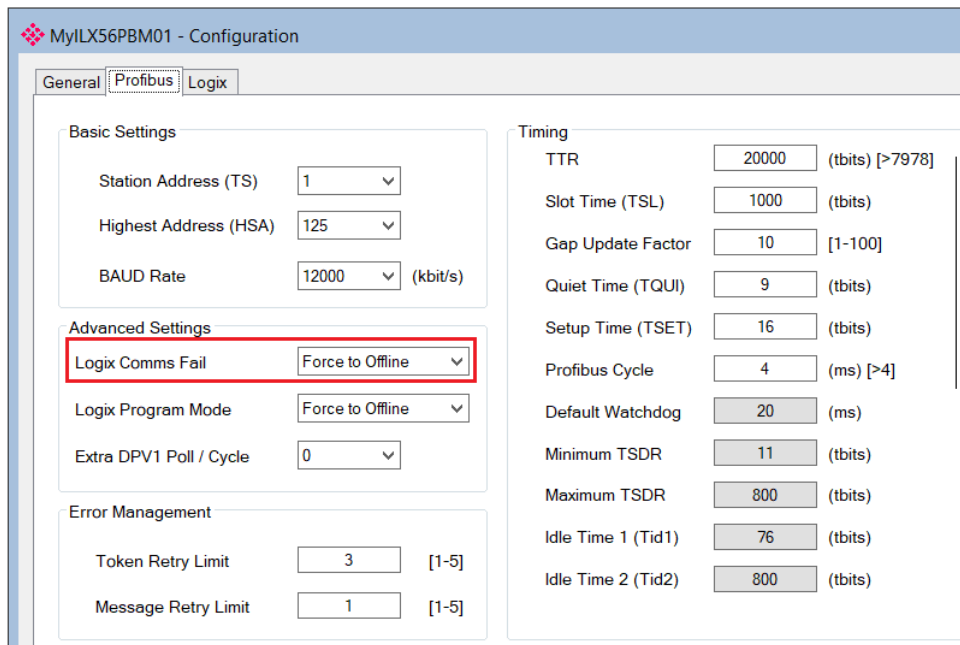 MyILX56PBM01 - Configuration
General Profibus Logix
Basic Settings
Station Address (TS) 1
Highest Address (HSA) 125
BAUD Rate 12000 (kbit/s)
Advanced Settings
Logix Comms Fail Force to Offline
Logix Program Mode Force to Offline
Extra DPV1 Poll / Cycle 0
Error Management
Token Retry Limit 3 [1-5]
Message Retry Limit 1 [1-5]
Timing
TTR 20000 (tbits) [>7978]
Slot Time (TSL) 1000 (tbits)
Gap Update Factor 10 [1-100]
Quiet Time (TQUI) 9 (tbits)
Setup Time (TSET) 16 (tbits)
Profibus Cycle 4 (ms) [>4]
Default Watchdog 20 (ms)
Minimum TSDR 11 (tbits)
Maximum TSDR 800 (tbits)
Idle Time 1 (Tid1) 76 (tbits)
Idle Time 2 (Tid2) 800 (tbits)